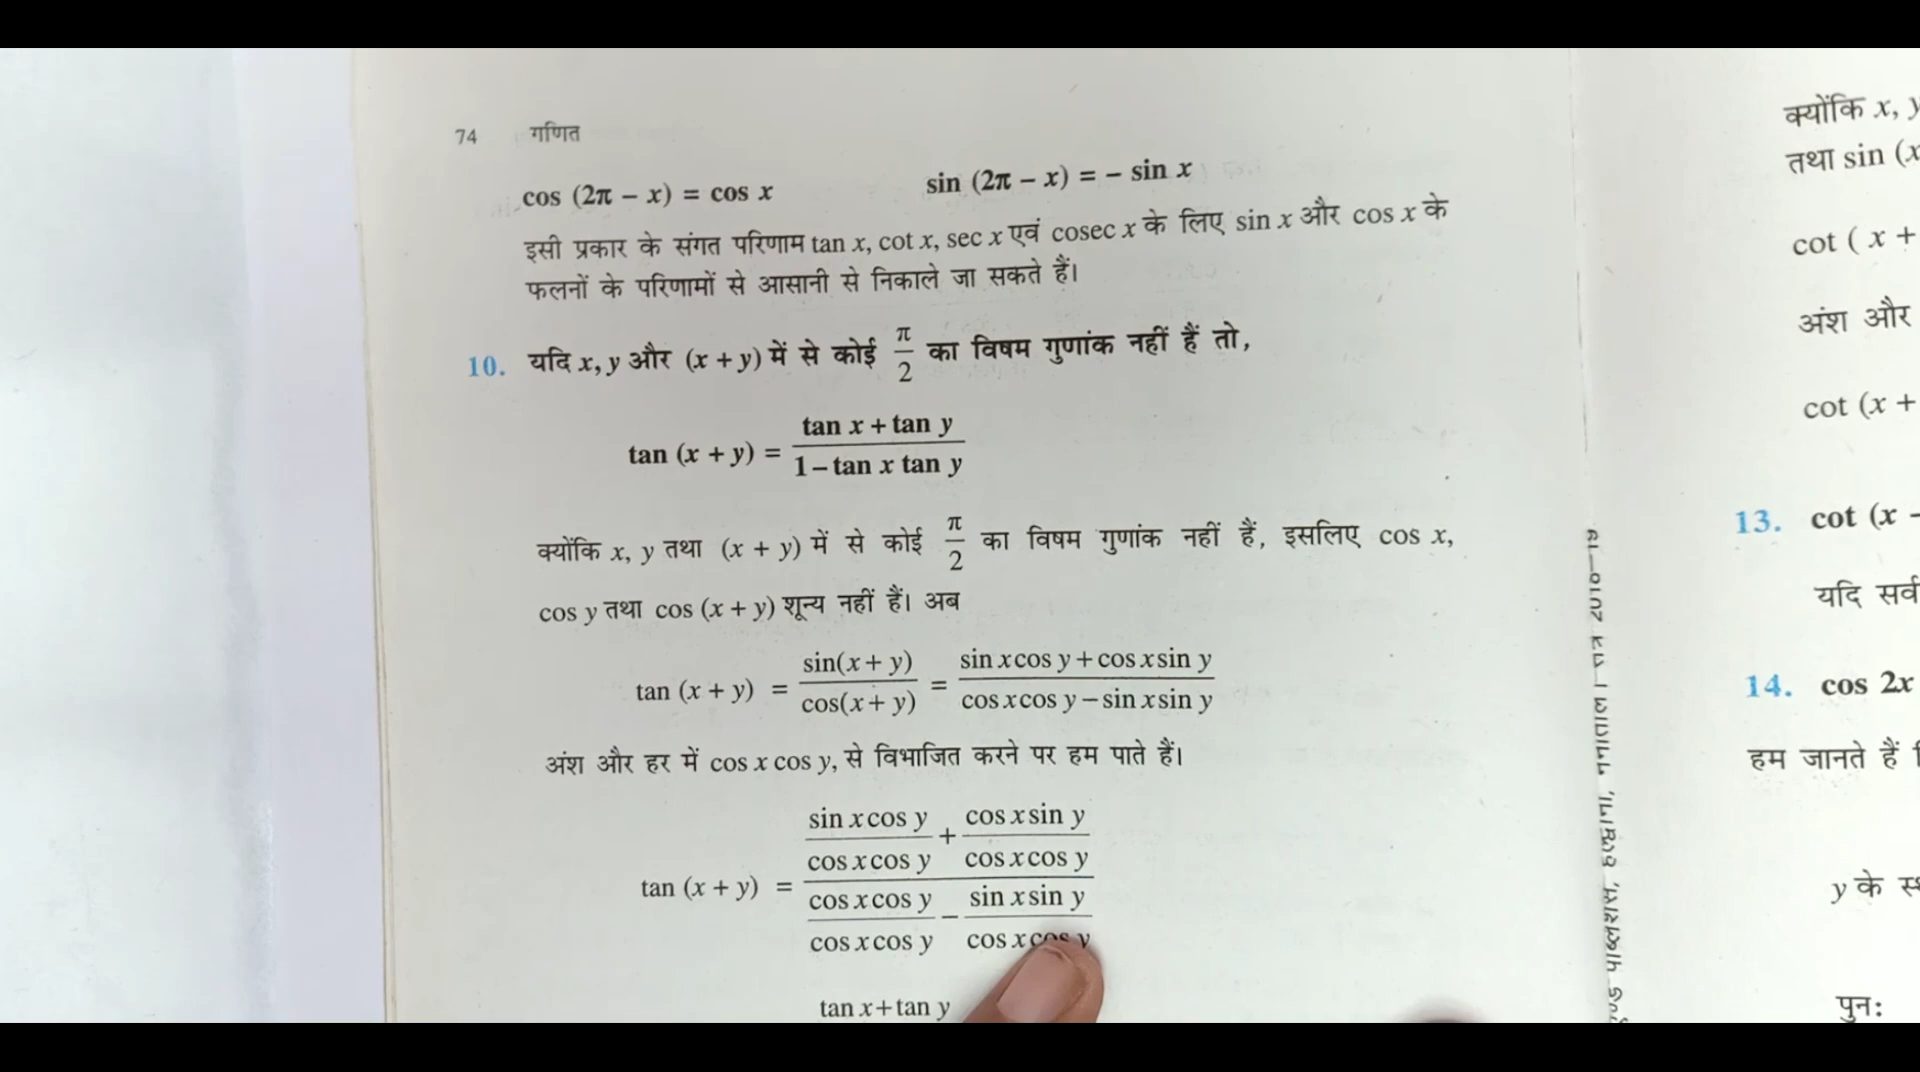 74 गणित
cos (2π – x) = cos x sin (2π – x) = – sin x
इसी प्रकार के संगत परिणाम tan x, cot x, sec x एवं cosec x के लिए sin x और cos x के
फलनों के परिणामों से आसानी से निकाले जा सकते हैं।
10. यदि x, y और (x + y) में से कोई π/2 का विषम गुणांक नहीं हैं तो,
tan (x + y) = (tan x + tan y)/(1 – tan x tan y)
क्योंकि x, y तथा (x + y) में से कोई π/2 का विषम गुणांक नहीं हैं, इसलिए cos x,
cos y तथा cos (x + y) शून्य नहीं हैं। अब
tan (x + y) = sin(x + y)/cos(x + y) = (sin x cos y + cos x sin y)/(cos x cos y – sin x sin y)
अंश और हर में cos x cos y, से विभाजित करने पर हम पाते हैं।
tan (x + y) = (sin x cos y/cos x cos y + cos x sin y/cos x cos y)/(cos x cos y/cos x cos y – sin x sin y/cos x cos y)
tan x + tan y
क्योंकि x, y
तथा sin (x
cot ( x +
अंश और
cot (x +
13. cot (x –
यदि सर्व
14. cos 2x
हम जानते हैं
y के
पुन: